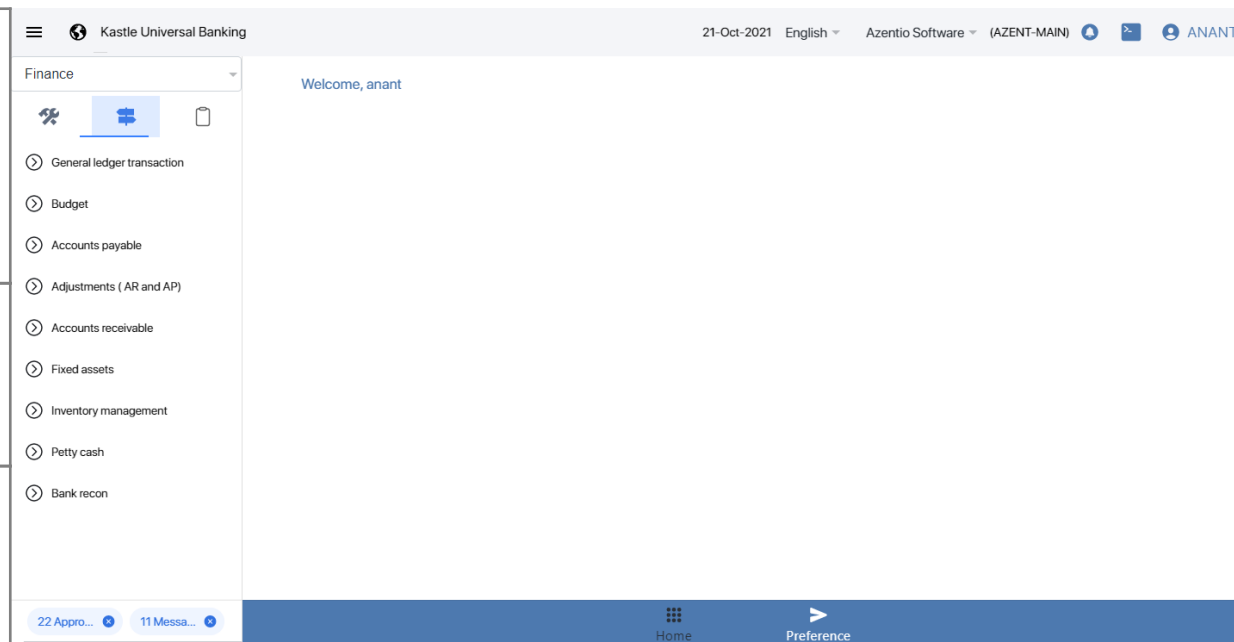 Kastle Universal Banking
21-Oct-2021 English Azentio Software (AZENT-MAIN) ANANT
Finance
Welcome, anant
General ledger transaction
Budget
Accounts payable
Adjustments ( AR and AP)
Accounts receivable
Fixed assets
Inventory management
Petty cash
Bank recon
22 Appro... 11 Messa...
Home Preference